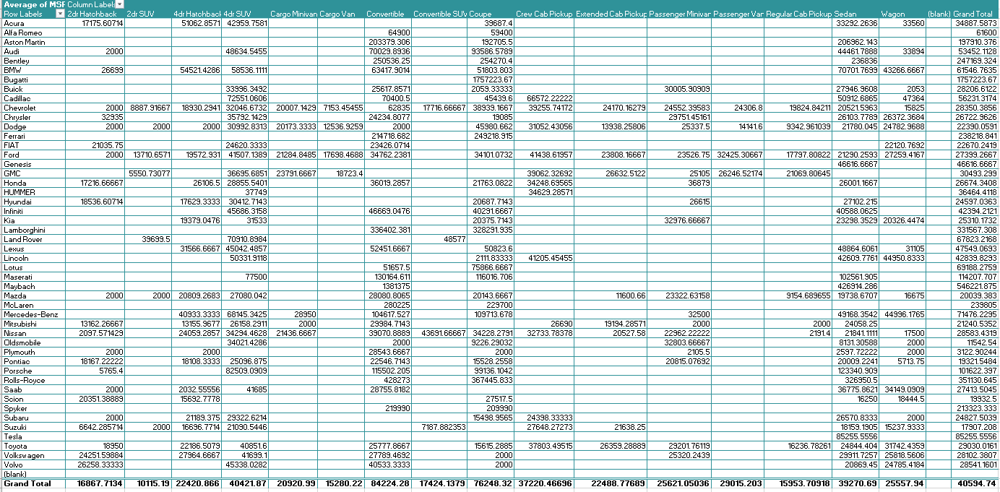 Average of MSF Column Labels
Row Labels 2dr Hatchback 2dr SUV 4dr Hatchback 4dr SUV Cargo Minivan Cargo Van Convertible Convertible SUV Coupe Crew Cab Pickup Extended Cab Pickup Passenger Minivan Passenger Van Regular Cab Pickup Sedan Wagon (blank) Grand Total
Acura 17175.60714 51062.8571 42959.7581 39687.4 33292.2636 33560 34887.5873
Alfa Romeo 64900 59400 61600
Aston Martin 203379.306 192705.5 206962.143 197910.376
Audi 2000 48634.5455 70029.8936 93586.5789 44461.7888 33894 53452.1128
Bentley 250536.25 254270.4 236836 247169.324
BMW 26699 54521.4286 58536.1111 63417.9014 51803.803 70701.7699 43266.6667 61546.7635
Bugatti 1757223.67 1757223.67
Buick 33996.3492 25617.8571 2059.33333 30005.90909 27946.9608 2053 28206.6122
Cadillac 72551.0606 70400.5 45439.6 66572.22222 50912.6865 47364 56231.3174
Chevrolet 2000 8887.91667 18930.2941 32046.6732 20007.1429 7153.45455 62835 17716.66667 38939.1667 39255.74172 24170.16279 24552.39583 24306.8 19824.84211 20521.5963 15825 28350.3856
Chrysler 32935 35792.1429 24234.8077 19085 29751.45161 26103.7789 26372.3684 26722.9626
Dodge 2000 2000 2000 30992.8313 20173.3333 12536.9259 2000 45980.662 31052.43056 13938.25806 25337.5 14141.6 9342.961039 21780.045 24782.9688 22390.0591
Ferrari 214718.682 249218.915 238218.841
FIAT 21035.75 24620.3333 23426.0714 22120.7692 22670.2419
Ford 2000 13710.6571 19572.931 41507.1389 21284.8485 17698.4688 34762.2381 34101.0732 41438.61957 23808.16667 23526.75 32425.30667 17797.80822 21290.2593 27259.4167 27399.2667
Genesis 46616.6667 46616.6667
GMC 5550.73077 36695.6851 23791.6667 18723.4 39062.32692 26632.5122 25105 26246.52174 21069.80645 30493.299
Honda 17216.66667 26106.5 28855.5401 36019.2857 21763.0822 34248.69565 36879 26001.1667 26674.3408
HUMMER 37749 34629.28571 36464.4118
Hyundai 18536.60714 17629.3333 30412.7143 20687.7143 26615 27102.215 24597.0363
Infiniti 45686.3158 46669.0476 40291.6667 40588.0625 42394.2121
Kia 19379.0476 31533 20375.7143 32976.66667 23298.3529 20326.4474 25310.1732
Lamborghini 336402.381 328291.935 331567.308
Land Rover 39699.5 70910.8984 48577 67823.2168
Lexus 31566.6667 45042.4857 52451.6667 50823.6 48864.6061 31105 47549.0693
Lincoln 50331.9118 2111.83333 41205.45455 42609.7761 44950.8333 42839.8293
Lotus 51657.5 75866.6667 69188.2759
Maserati 77500 130164.611 116016.706 102561.905 114207.707
Maybach 1381375 426914.286 546221.875
Mazda 2000 2000 20809.2683 27080.042 28080.8065 20143.6667 11600.66 23322.63158 9154.689655 19738.6707 16675 20039.383
McLaren 280225 229700 239805
Mercedes-Benz 40933.3333 68145.3425 28950 104617.527 109713.678 32500 49168.3542 44996.1765 71476.2295
Mitsubishi 13162.26667 13155.9677 26158.2911 2000 29984.7143 26690 19194.28571 2000 2000 24058.25 21240.5352
Nissan 2097.571429 24059.2857 34294.4628 21436.6667 39070.8889 43691.66667 34228.2791 32733.78378 20527.58 22962.22222 2191.4 21841.1111 17500 28583.4319
Oldsmobile 34021.4286 2000 9226.29032 32803.66667 8131.30588 2000 11542.54
Plymouth 2000 2000 28543.6667 2000 2105.5 2597.72222 2000 3122.90244
Pontiac 18167.22222 18108.3333 25096.875 22546.7143 15528.2558 20815.07692 20009.2241 5713.75 19321.5484
Porsche 5765.4 82509.0909 115502.205 99136.1042 123340.909 101622.397
Rolls-Royce 428273 367445.833 326950.5 351130.645
Saab 2000 2032.55556 41685 28755.8182 36775.8621 34149.0909 27413.5045
Scion 20351.38889 15692.7778 27517.5 16250 18444.5 19932.5
Spyker 219990 209990 213323.333
Subaru 2000 21189.375 29322.6214 15498.9565 24398.33333 26570.8333 2000 24827.5039
Suzuki 6642.285714 2000 16696.7714 21090.5446 7187.882353 27648.27273 21638.25 18159.1905 15237.9333 17907.208
Tesla 85255.5556 85255.5556
Toyota 18950 22186.5079 40851.6 25777.8667 15615.2885 37803.49515 26359.28889 29201.76119 16236.78261 24844.404 31742.4359 29030.0161
Volkswagen 24251.59884 27964.6667 41699.1 27789.4692 2000 25320.2439 29911.7257 25818.5606 28102.3807
Volvo 26258.33333 45338.0282 40533.3333 2000 20869.45 24785.4184 28541.1601
(blank)
Grand Total 16867.7134 10115.19 22420.866 40421.87 20920.99 15280.22 84224.28 17424.1379 76248.32 37220.46696 22488.77689 25621.05036 29015.203 15953.70918 39270.69 25557.94 40594.74